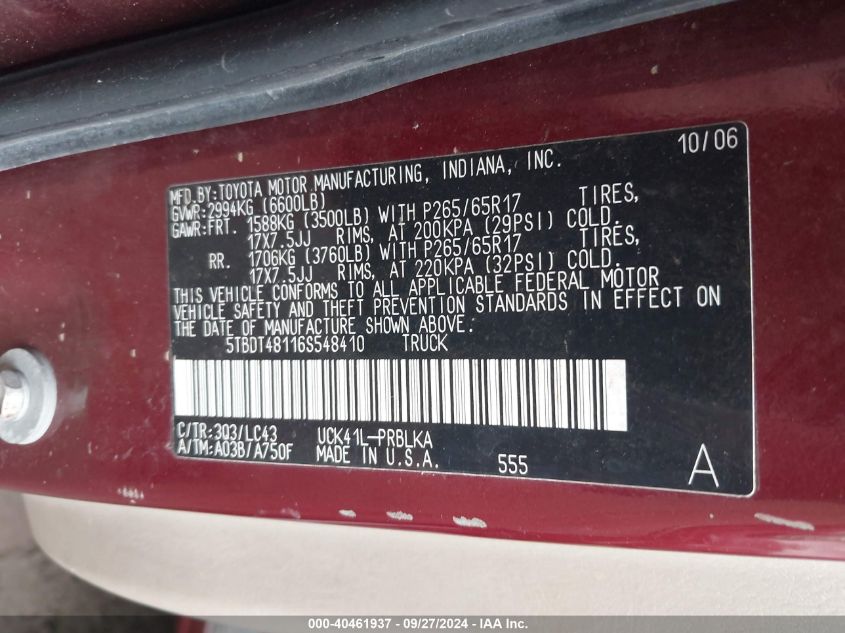 10/06
MFD.BY:TOYOTA MOTOR MANUFACTURING, INDIANA, INC.
GVWR:2994KG (6600LB)
GAWR:FRT. 1588KG (3500LB) WITH P265/65R17 TIRES,
17X7.5JJ RIMS, AT 200KPA (29PSI) COLD.
RR. 1706KG (3760LB) WITH P265/65R17 TIRES,
17X7.5JJ RIMS, AT 220KPA (32PSI) COLD.
THIS VEHICLE CONFORMS TO ALL APPLICABLE FEDERAL MOTOR
VEHICLE SAFETY AND THEFT PREVENTION STANDARDS IN EFFECT ON
THE DATE OF MANUFACTURE SHOWN ABOVE.
5TBDT48116S548410 TRUCK
C/TR:3Q3/LC43 UCK41L-PRBLKA
A/TM:A03B/A750F MADE IN U.S.A. 555 A
000-40461937 - 09/27/2024 - IAA Inc.